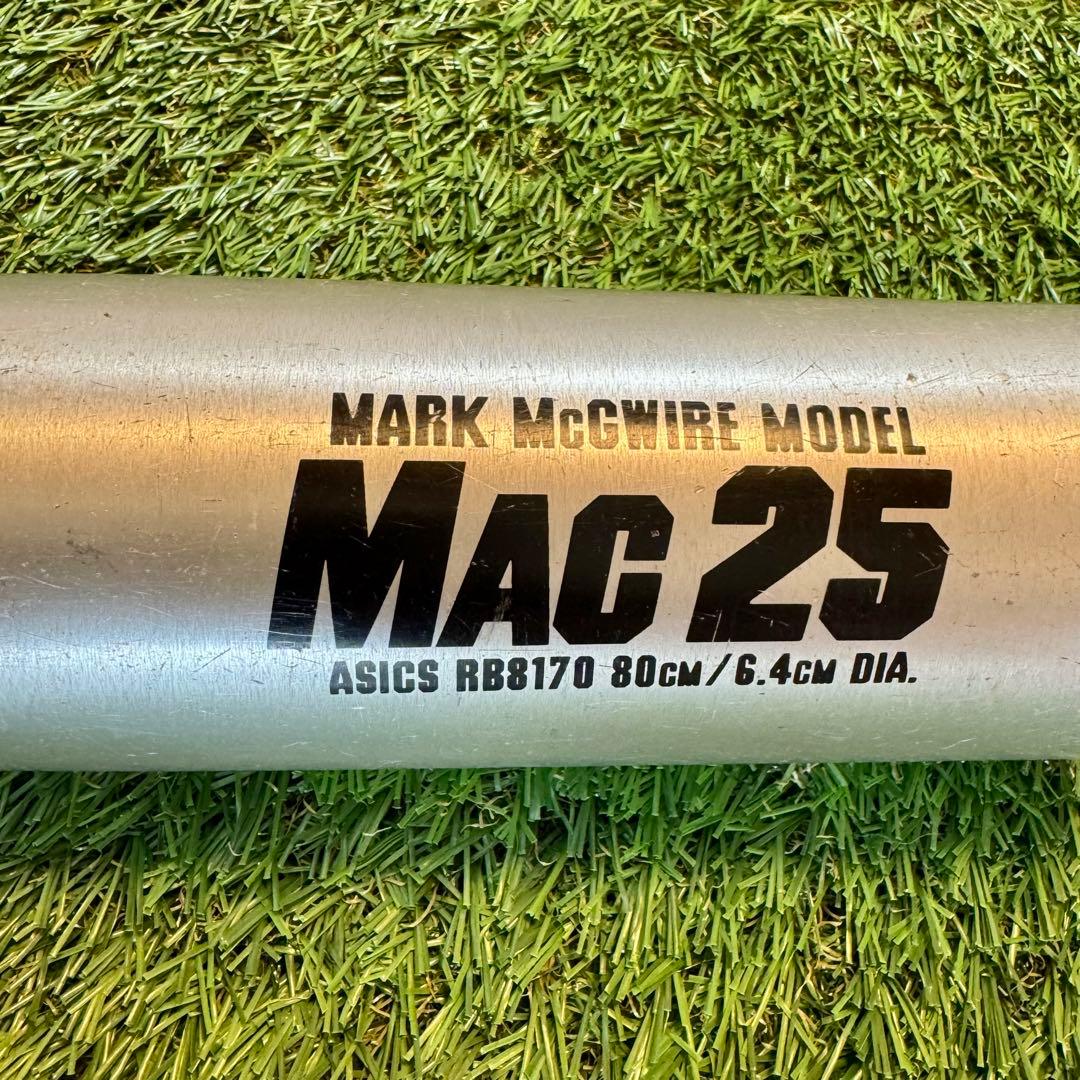 MARK McGWIRE MODEL
MAC 25
ASICS RB8170 80CM/6.4CM DIA.